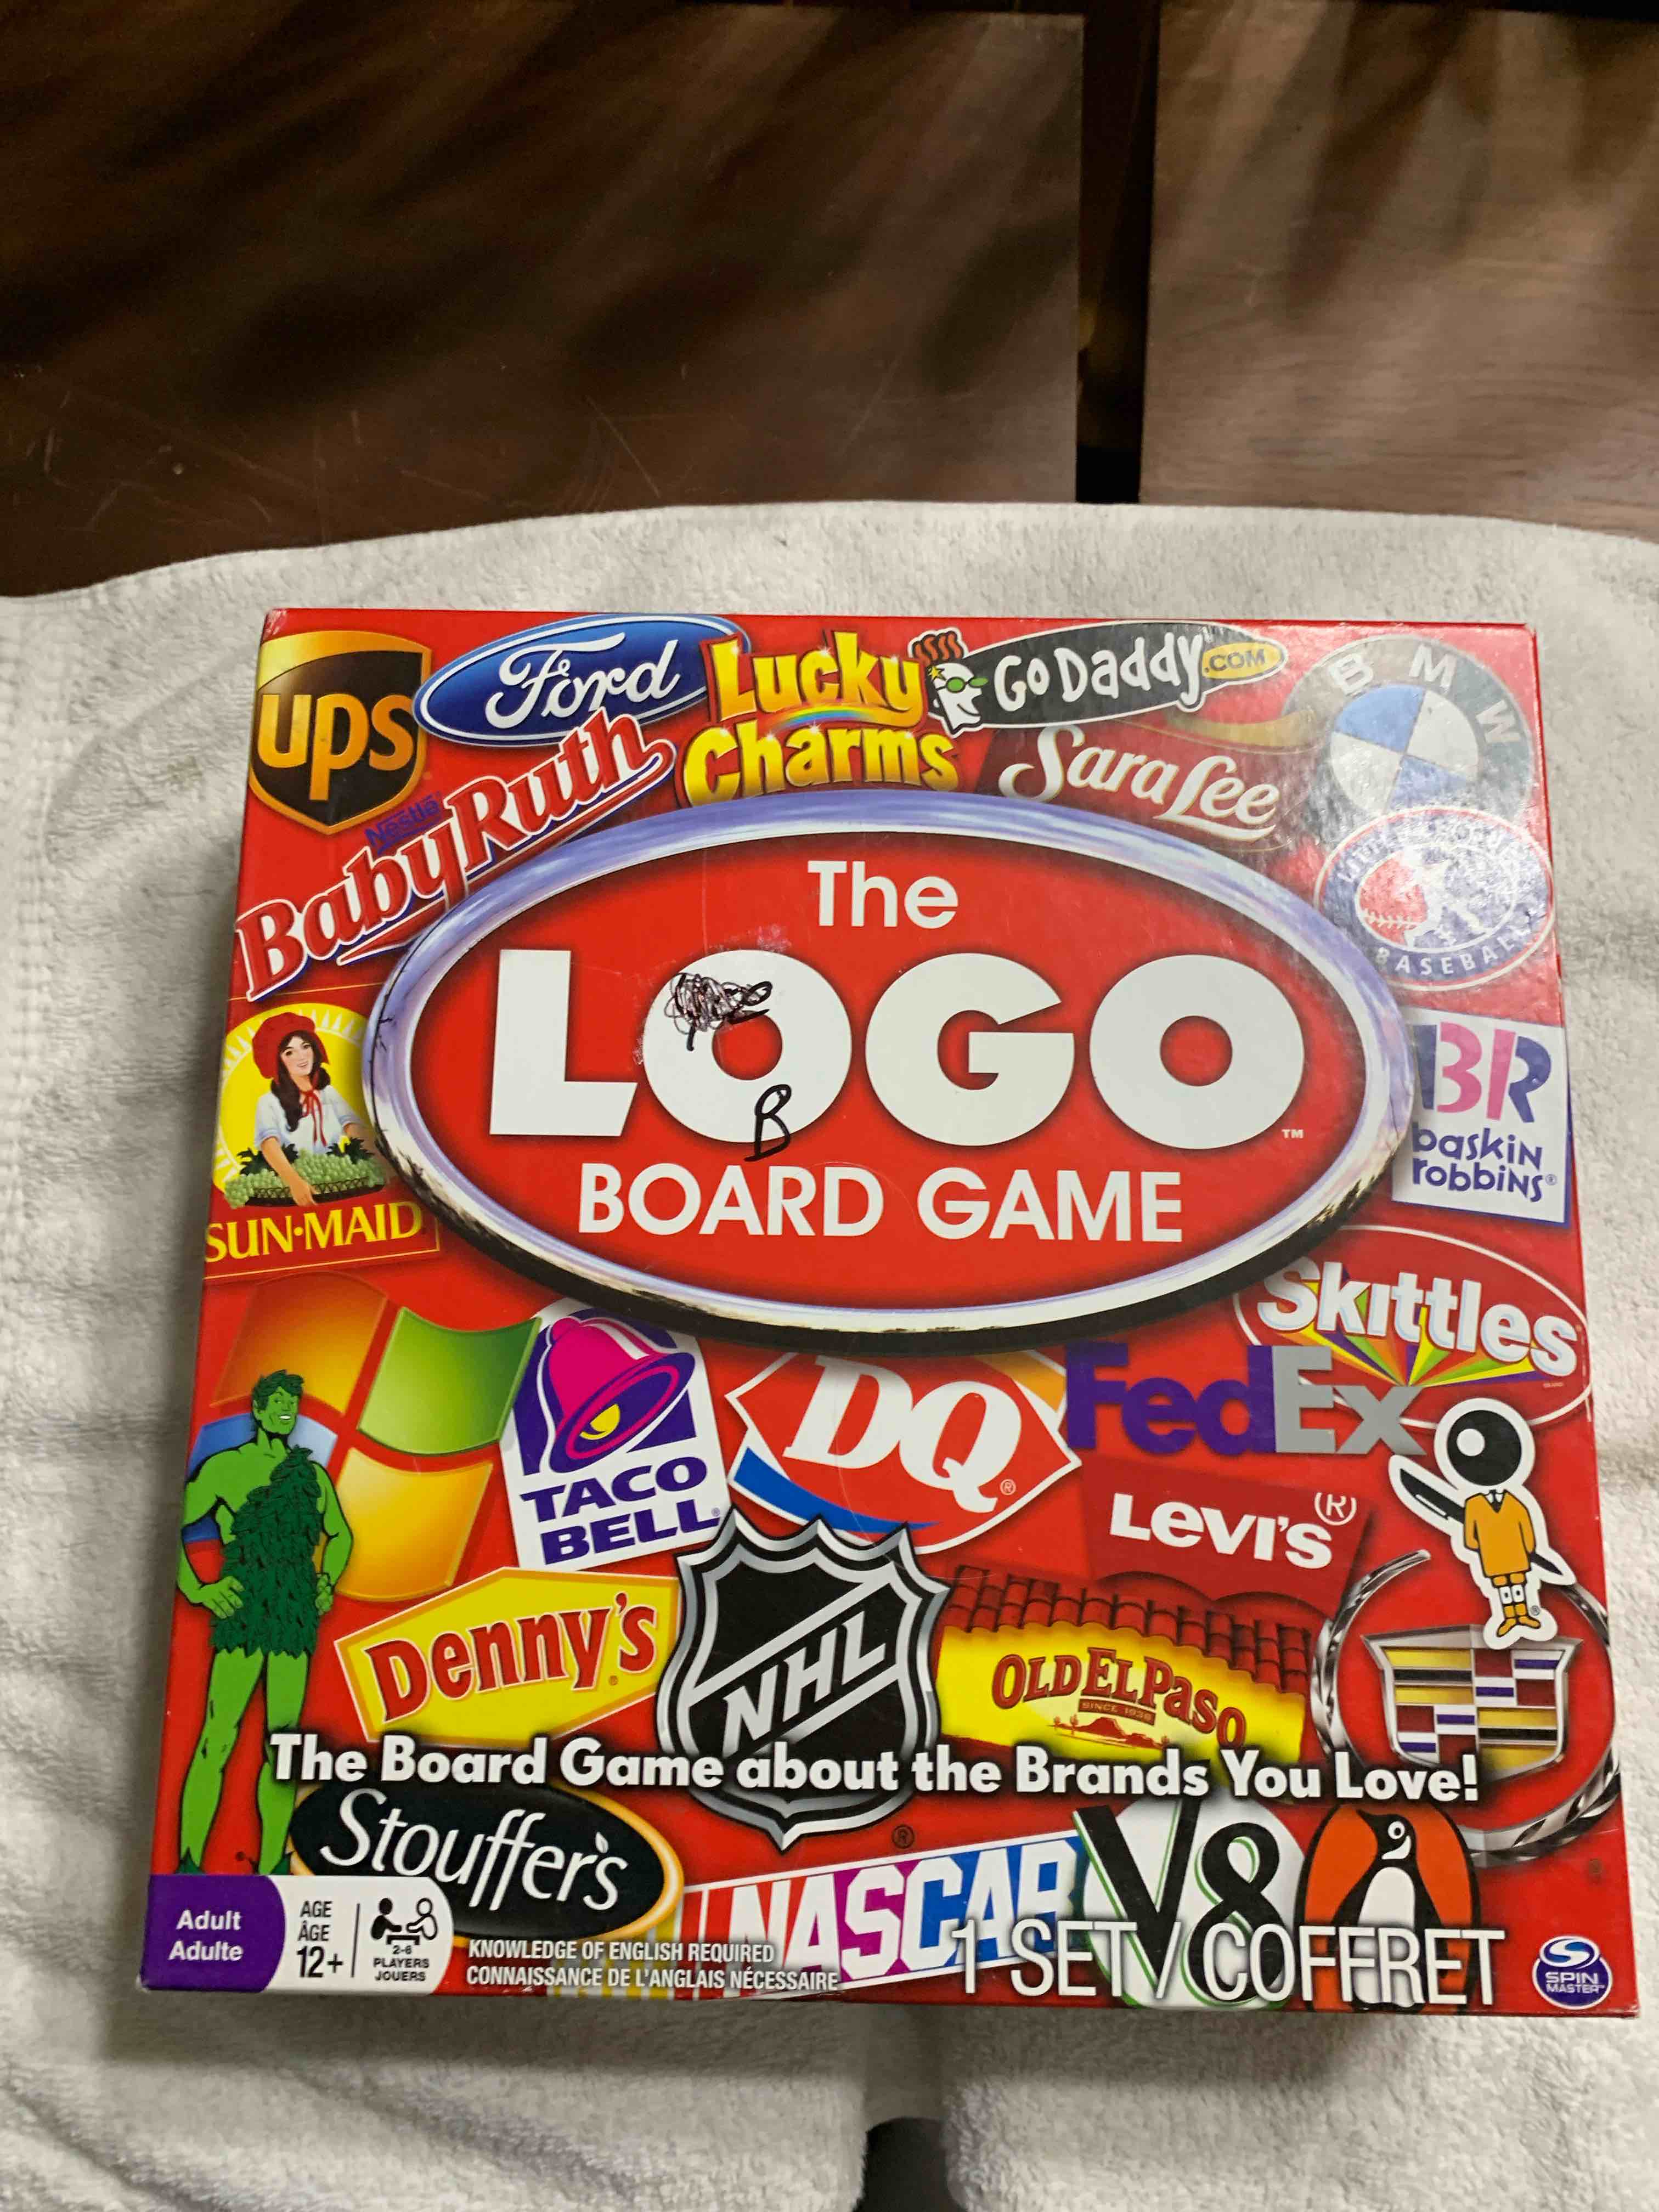 ups
Ford
Lucky
Charms
GoDaddy.COM
BMW
Nestlé
BabyRuth
Sara Lee
The
LOGO™
B
BOARD GAME
BASEBALL
SUN·MAID
BR
baskin
robbins®
Skittles
TACO
BELL®
DQ®
FedEx
LEVI'S®
Denny's
NHL
OLD EL PASO
SINCE 1938
The Board Game about the Brands You Love!
Stouffer's
®
NASCAR
V8
Adult
Adulte
AGE
ÂGE
12+
2-6
PLAYERS
JOUERS
KNOWLEDGE OF ENGLISH REQUIRED
CONNAISSANCE DE L'ANGLAIS NÉCESSAIRE
1 SET / COFFRET
SPIN
MASTER™